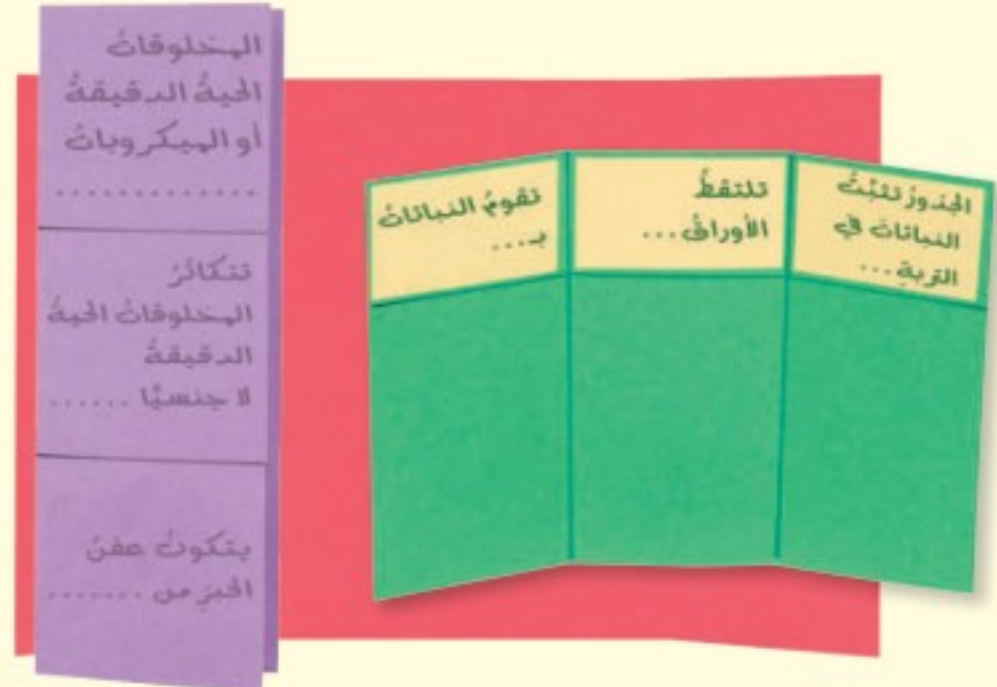 المخلوقاتُ
الحيةُ الدقيقةُ
أو الميكروباتُ
.............
تتكاثرُ
المخلوقاتُ الحيةُ
الدقيقةُ
لا جنسيًّا ......
يتكونُ عفنُ
الخبزِ من .......
الجذورُ تثبِّتُ
النباتاتَ في
التربةِ...
تلتقطُ
الأوراقُ...
تقومُ النباتاتُ
بـ...